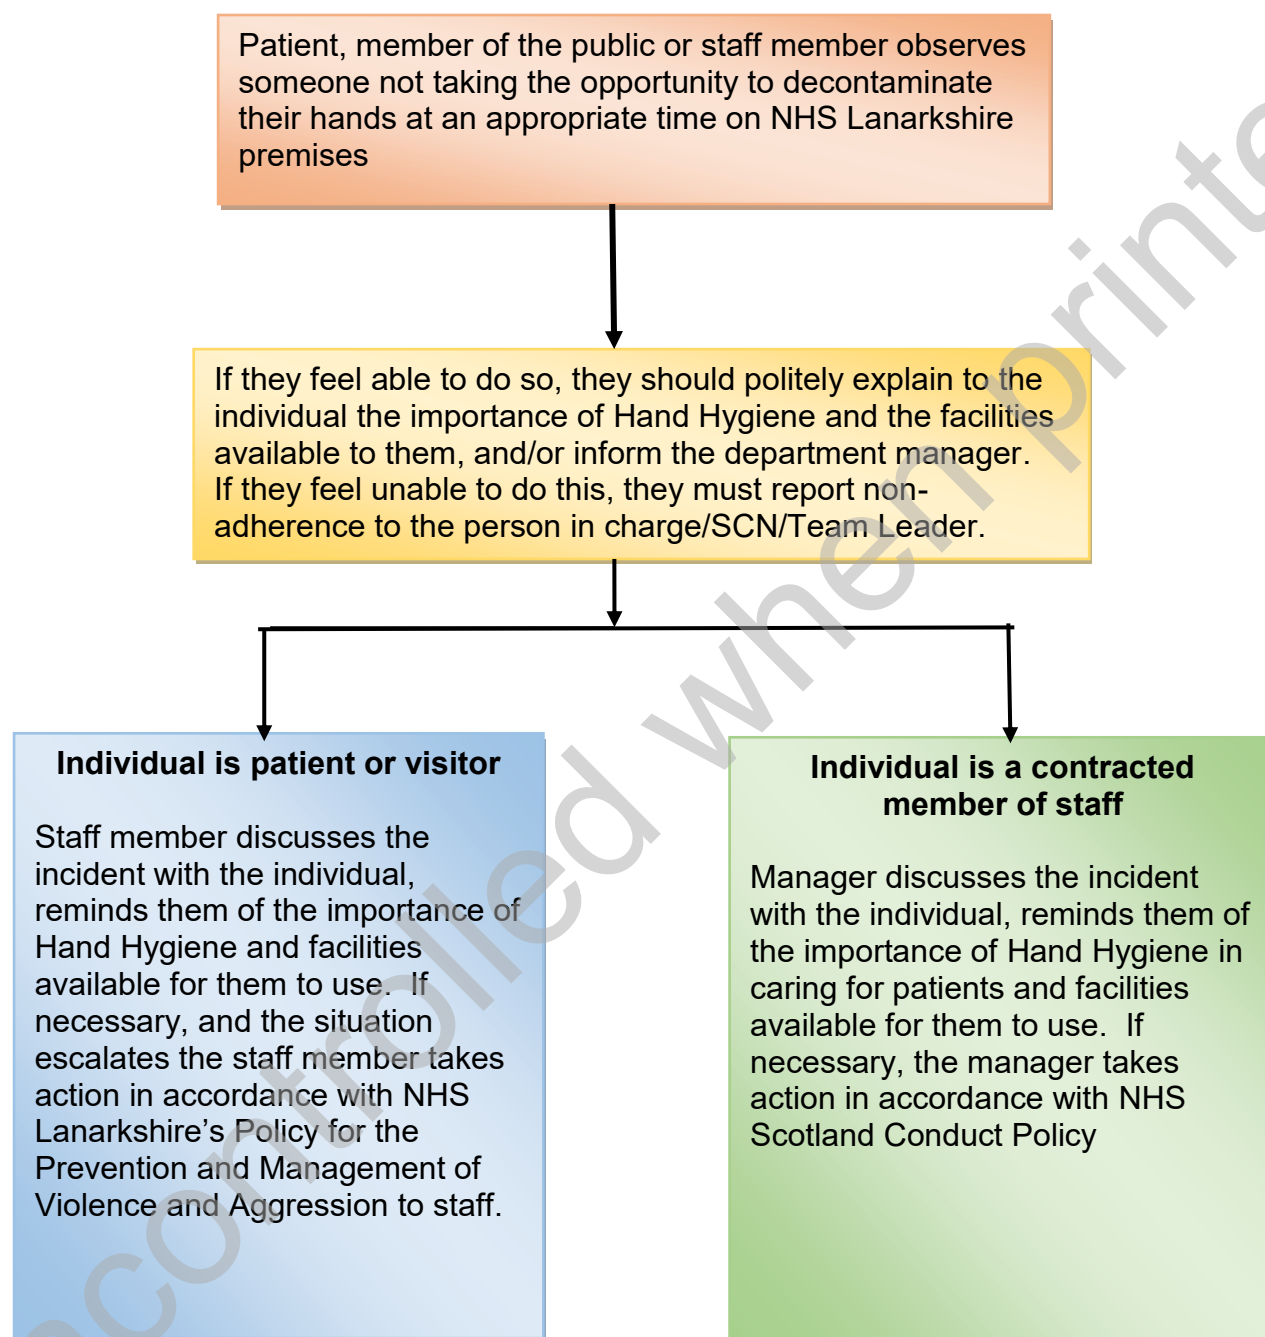 Patient, member of the public or staff member observes
someone not taking the opportunity to decontaminate
their hands at an appropriate time on NHS Lanarkshire
premises
If they feel able to do so, they should politely explain to the
individual the importance of Hand Hygiene and the facilities
available to them, and/or inform the department manager.
If they feel unable to do this, they must report non-
adherence to the person in charge/SCN/Team Leader.
Individual is patient or visitor
Staff member discusses the
incident with the individual,
reminds them of the importance of
Hand Hygiene and facilities
available for them to use.  If
necessary, and the situation
escalates the staff member takes
action in accordance with NHS
Lanarkshire’s Policy for the
Prevention and Management of
Violence and Aggression to staff.
Individual is a contracted
member of staff
Manager discusses the incident
with the individual, reminds them of
the importance of Hand Hygiene in
caring for patients and facilities
available for them to use.  If
necessary, the manager takes
action in accordance with NHS
Scotland Conduct Policy
ncontrolled when printe